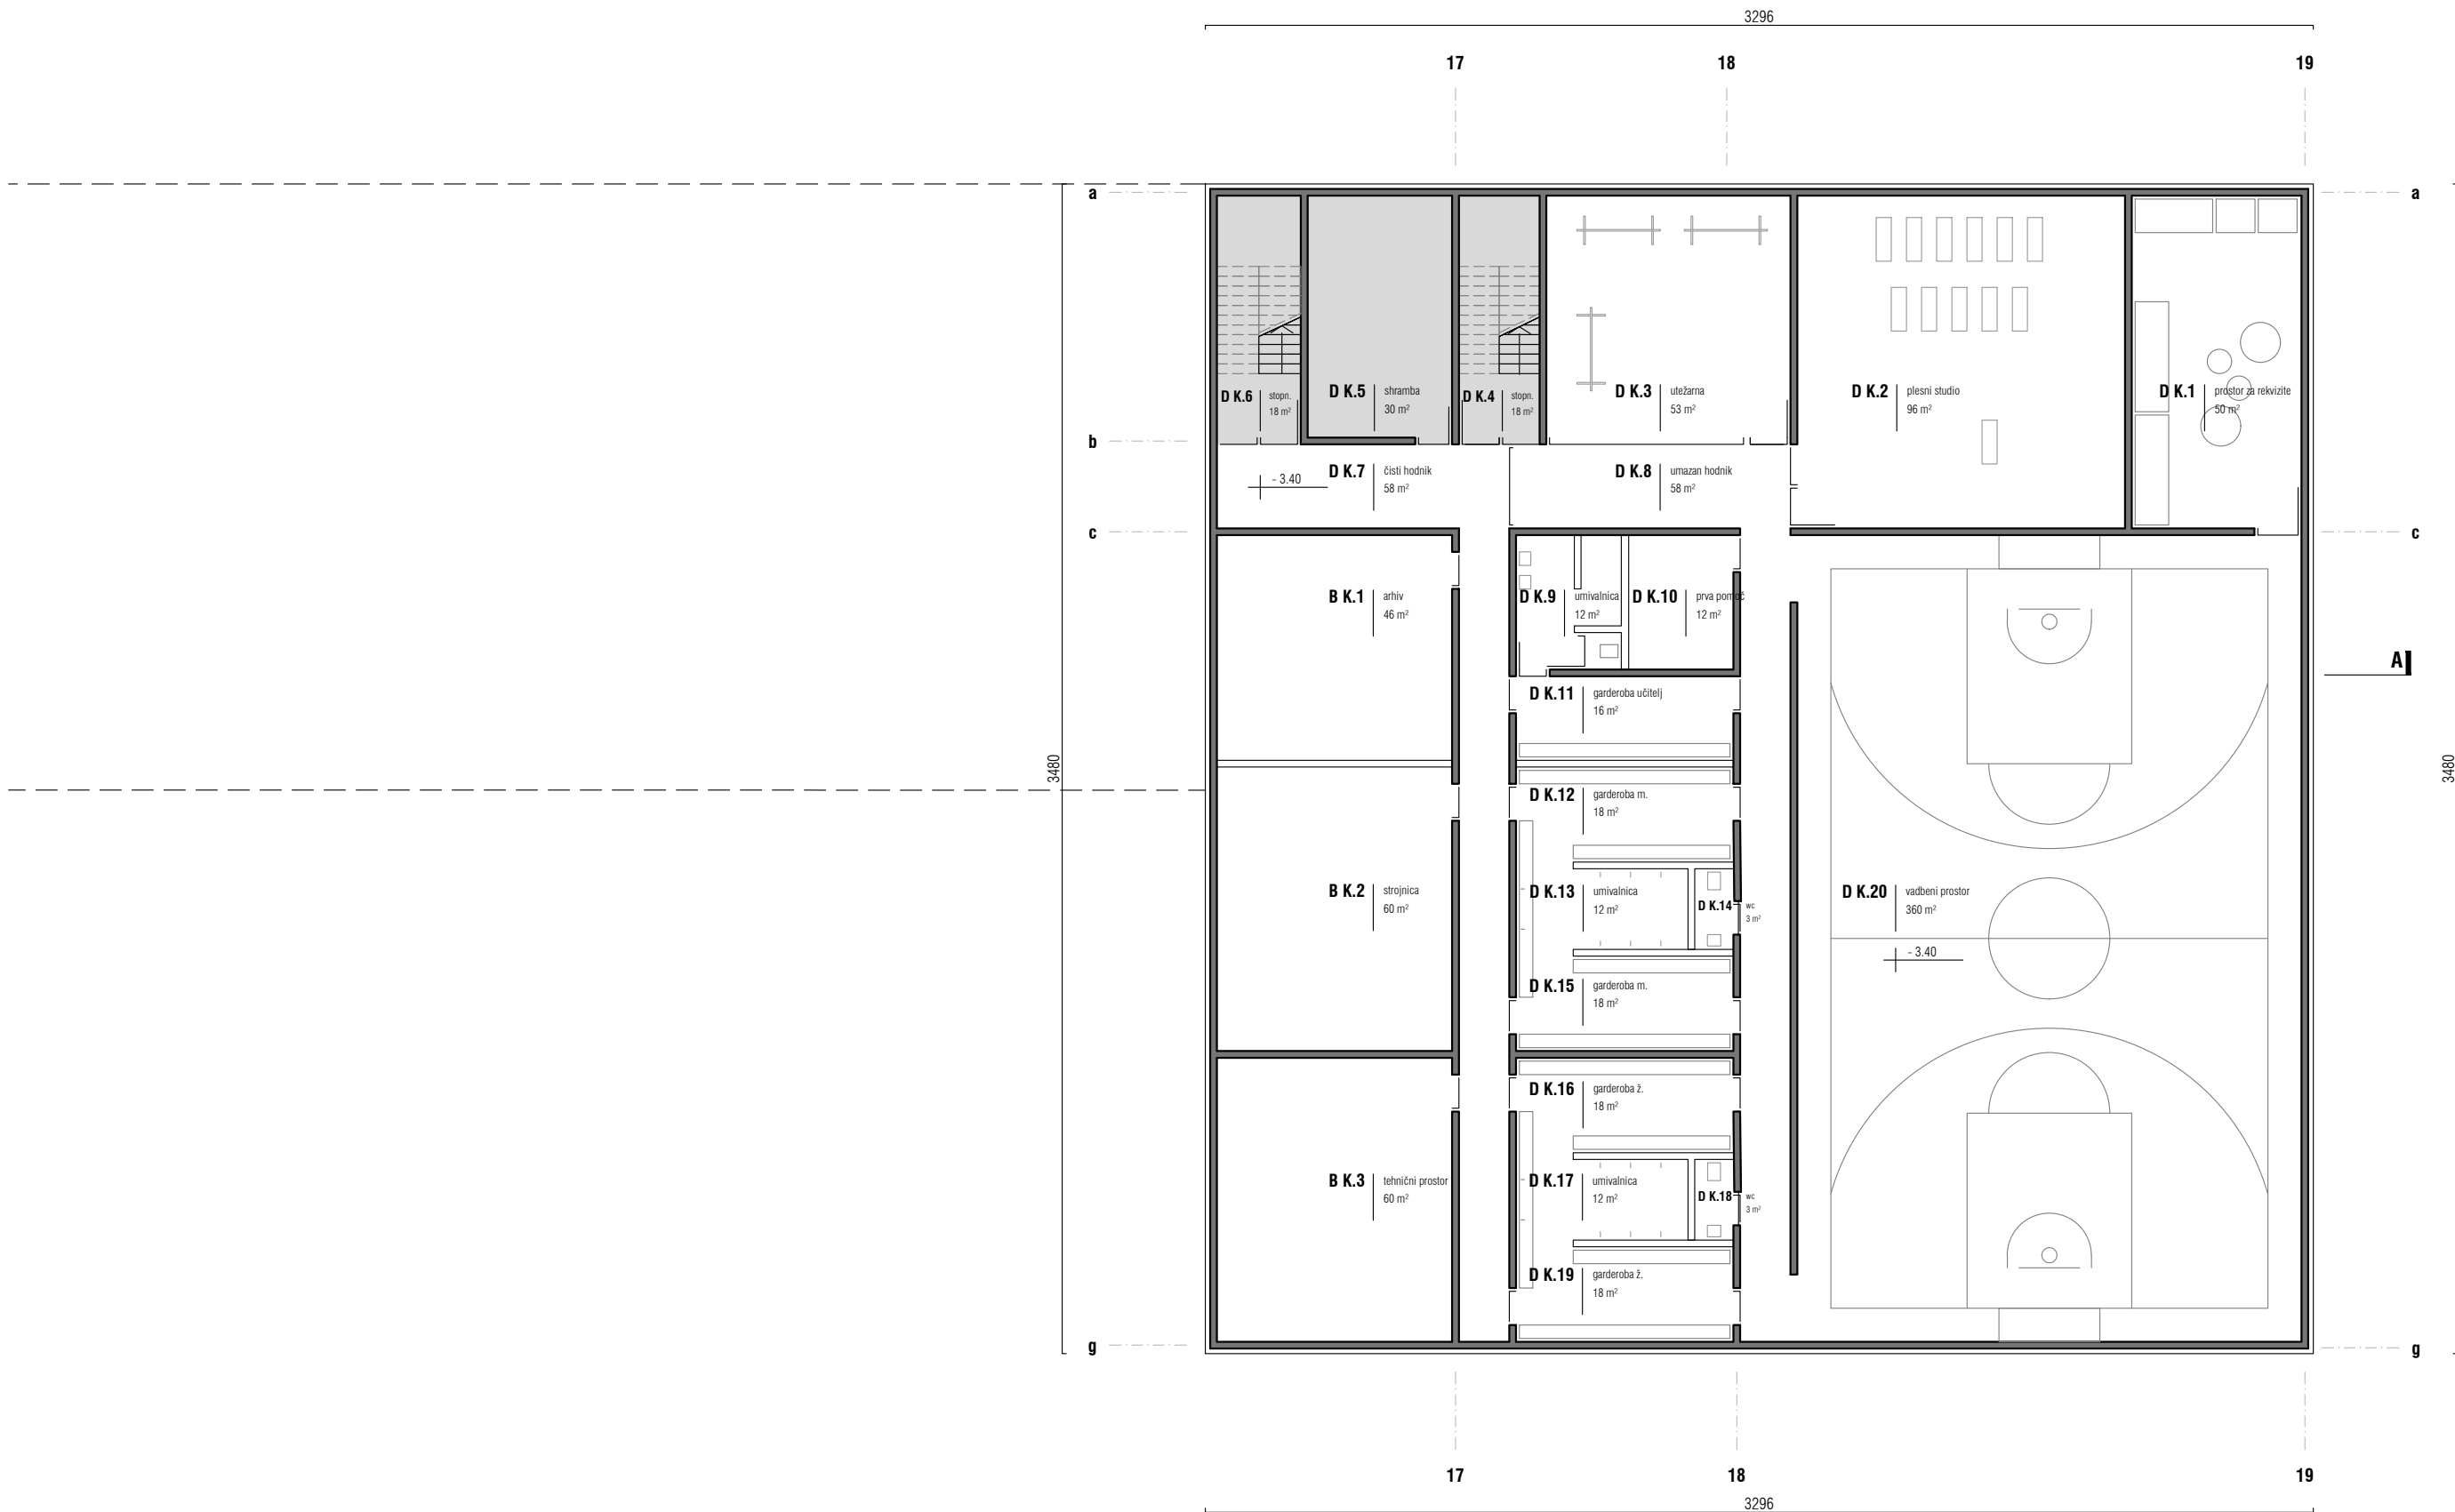 3296
17
18
19
a
a
D K.6
stopn.
18 m²
D K.5
shramba
30 m²
D K.4
stopn.
18 m²
D K.3
utežarna
53 m²
D K.2
plesni studio
96 m²
D K.1
prostor za rekvizite
50 m²
b
D K.7
čisti hodnik
58 m²
- 3.40
D K.8
umazan hodnik
58 m²
c
c
B K.1
arhiv
46 m²
D K.9
umivalnica
12 m²
D K.10
prva pomoč
12 m²
A
D K.11
garderoba učitelj
16 m²
3480
3480
D K.12
garderoba m.
18 m²
B K.2
strojnica
60 m²
D K.13
umivalnica
12 m²
D K.14
wc
3 m²
D K.20
vadbeni prostor
360 m²
- 3.40
D K.15
garderoba m.
18 m²
D K.16
garderoba ž.
18 m²
B K.3
tehnični prostor
60 m²
D K.17
umivalnica
12 m²
D K.18
wc
3 m²
D K.19
garderoba ž.
18 m²
g
g
17
18
19
3296